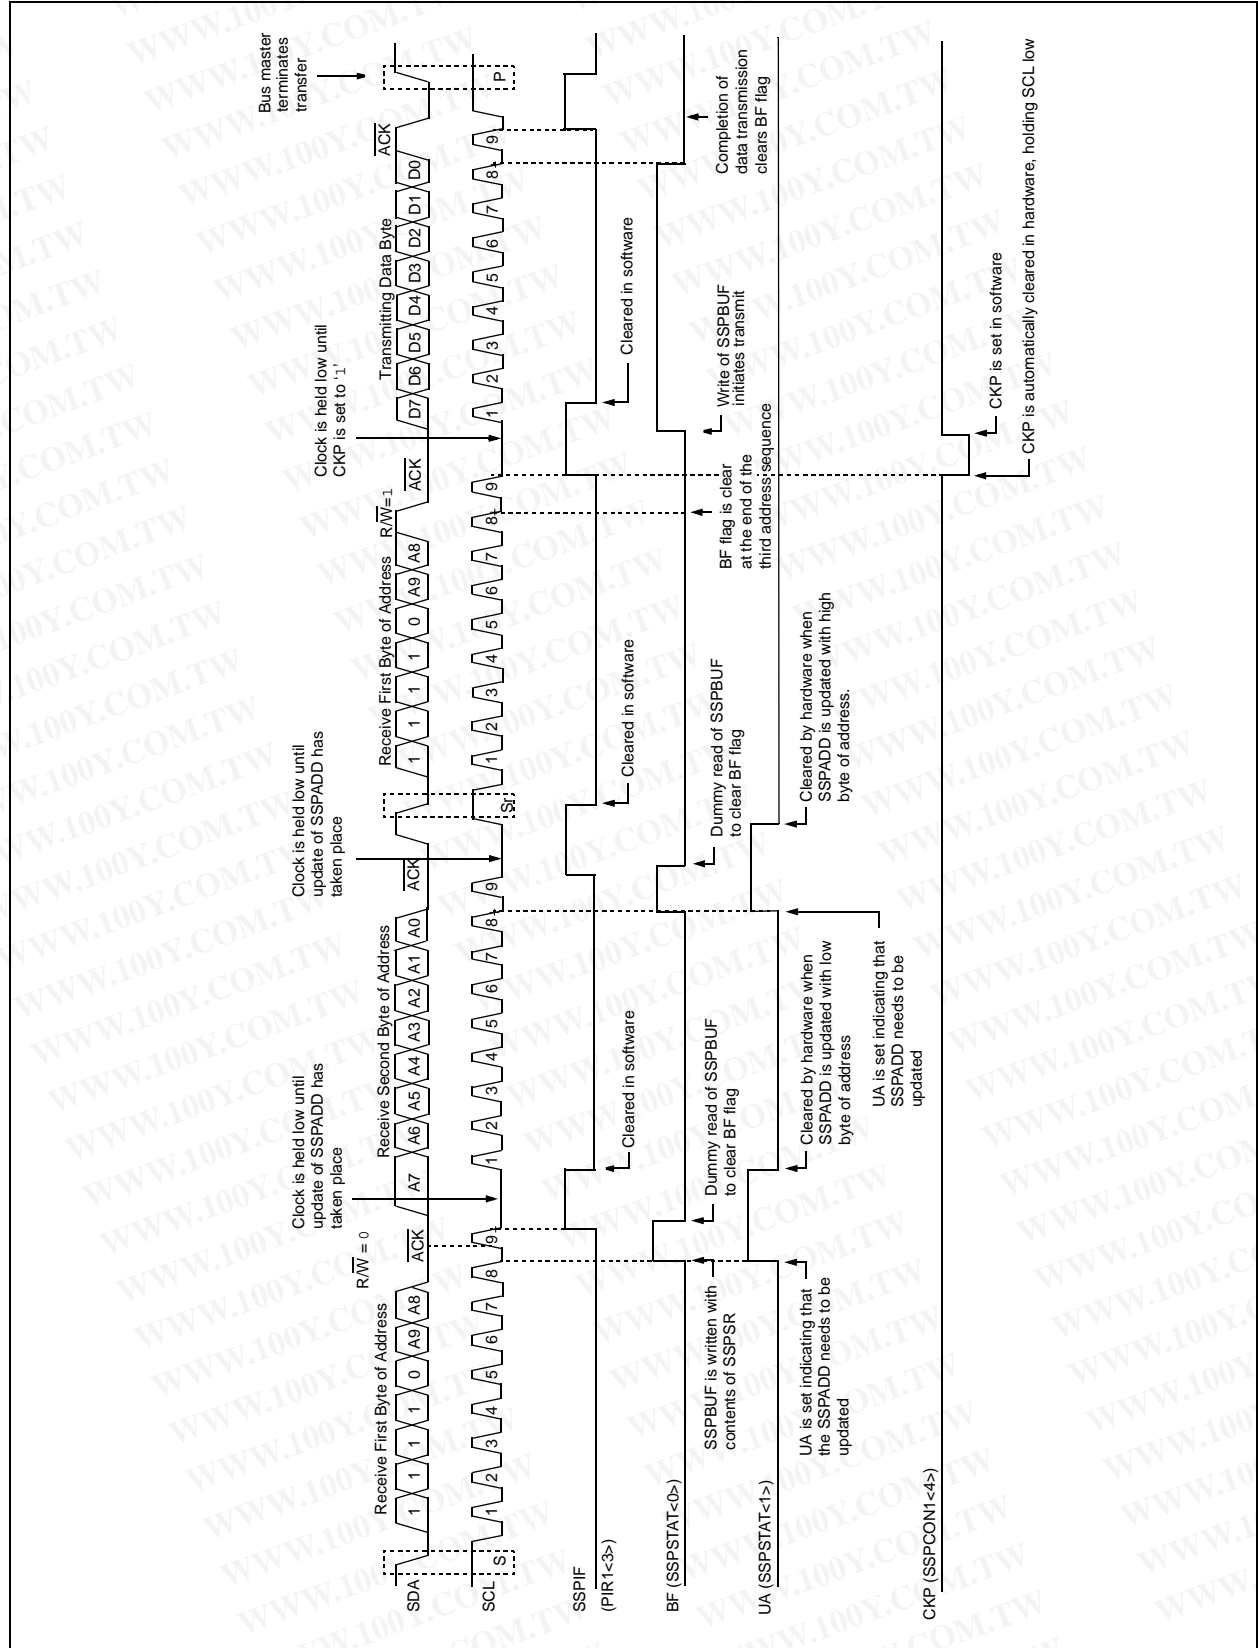 Bus master
terminates
transfer
Clock is held low until
CKP is set to ‘1’
Clock is held low until
update of SSPADD has
taken place
Clock is held low until
update of SSPADD has
taken place
R/W = 0
R/W=1
Receive First Byte of Address
ACK
Receive Second Byte of Address
ACK
Receive First Byte of Address
ACK
Transmitting Data Byte
ACK
SDA
1 1 1 1 0 A9 A8
A7 A6 A5 A4 A3 A2 A1 A0
1 1 1 1 0 A9 A8
D7 D6 D5 D4 D3 D2 D1 D0
SCL
S 1 2 3 4 5 6 7 8 9
1 2 3 4 5 6 7 8 9
Sr 1 2 3 4 5 6 7 8 9
1 2 3 4 5 6 7 8 9 P
SSPIF
(PIR1<3>)
Cleared in software
Cleared in software
Cleared in software
BF (SSPSTAT<0>)
SSPBUF is written with
contents of SSPSR
Dummy read of SSPBUF
to clear BF flag
Dummy read of SSPBUF
to clear BF flag
BF flag is clear
at the end of the
third address sequence
Write of SSPBUF
initiates transmit
Completion of
data transmission
clears BF flag
UA (SSPSTAT<1>)
UA is set indicating that
the SSPADD needs to be
updated
Cleared by hardware when
SSPADD is updated with low
byte of address
UA is set indicating that
SSPADD needs to be
updated
Cleared by hardware when
SSPADD is updated with high
byte of address.
CKP (SSPCON1<4>)
CKP is set in software
CKP is automatically cleared in hardware, holding SCL low
WWW.100Y.COM.TW